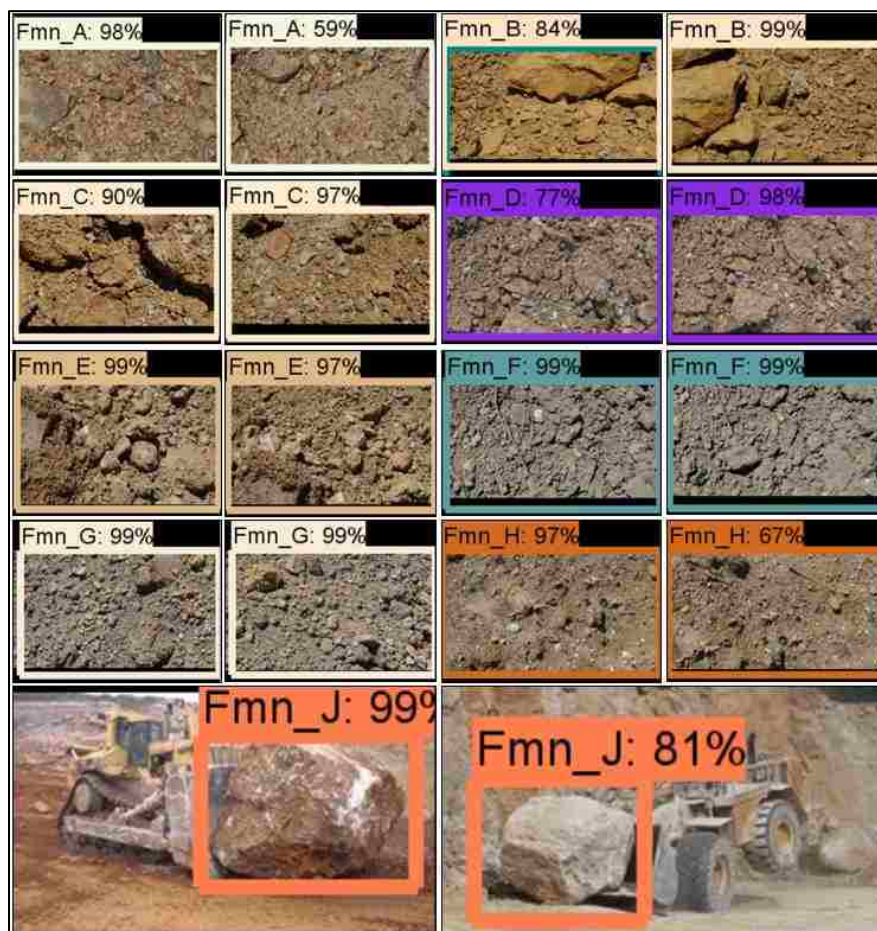 Fmn_A: 98%
Fmn_A: 59%
Fmn_B: 84%
Fmn_B: 99%
Fmn_C: 90%
Fmn_C: 97%
Fmn_D: 77%
Fmn_D: 98%
Fmn_E: 99%
Fmn_E: 97%
Fmn_F: 99%
Fmn_F: 99%
Fmn_G: 99%
Fmn_G: 99%
Fmn_H: 97%
Fmn_H: 67%
Fmn_J: 99%
Fmn_J: 81%